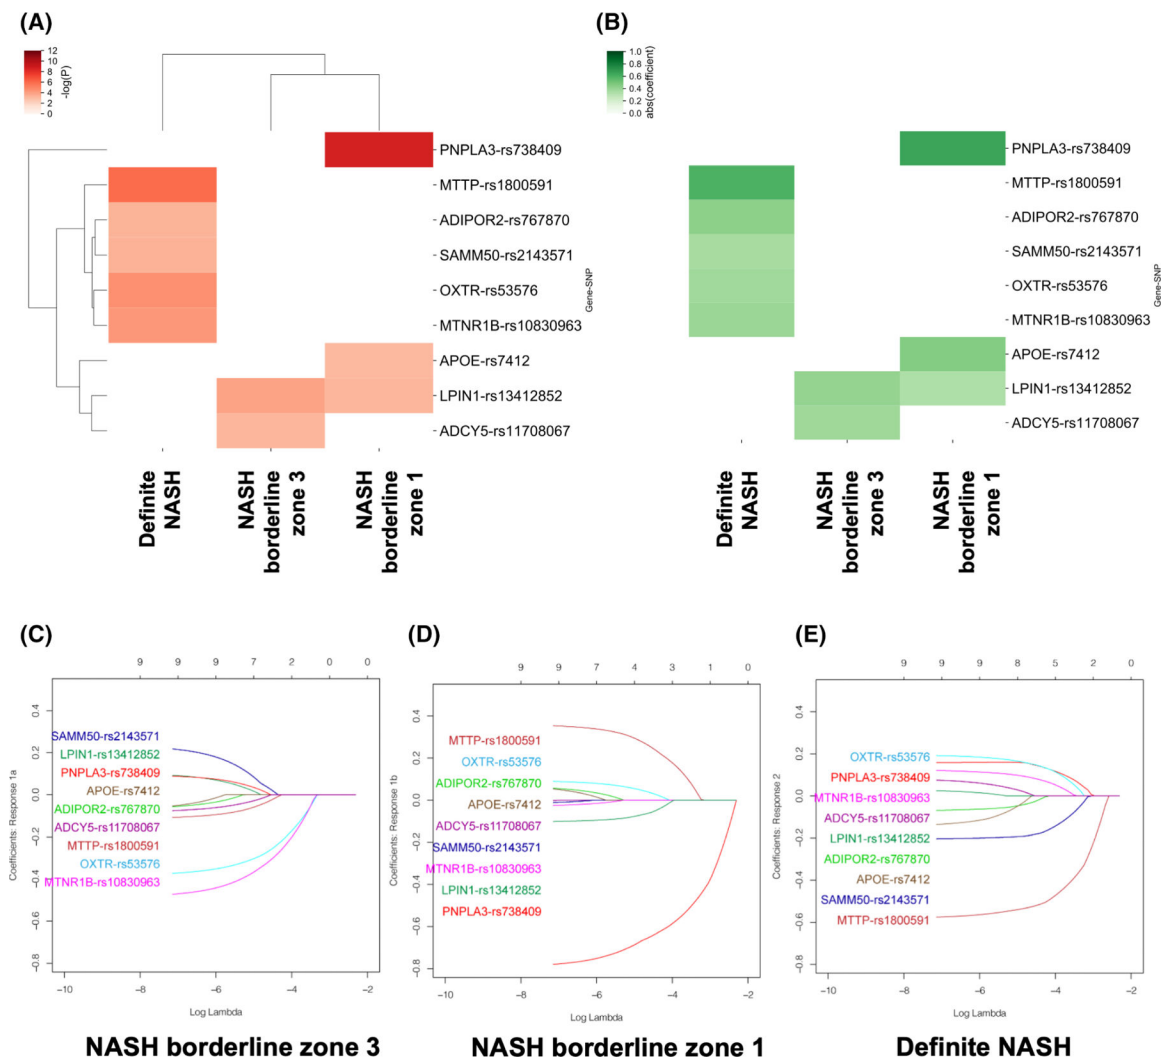 (A)
12
10
8
6
4
2
0
-log(P)
PNPLA3-rs738409
MTTP-rs1800591
ADIPOR2-rs767870
SAMM50-rs2143571
OXTR-rs53576
MTNR1B-rs10830963
APOE-rs7412
LPIN1-rs13412852
ADCY5-rs11708067
Gene-SNP
Definite
NASH
NASH
borderline
zone 3
NASH
borderline
zone 1
(B)
1.0
0.8
0.6
0.4
0.2
0.0
abs(coefficient)
PNPLA3-rs738409
MTTP-rs1800591
ADIPOR2-rs767870
SAMM50-rs2143571
OXTR-rs53576
MTNR1B-rs10830963
APOE-rs7412
LPIN1-rs13412852
ADCY5-rs11708067
Gene-SNP
Definite
NASH
NASH
borderline
zone 3
NASH
borderline
zone 1
(C)
9 9 9 7 2 0 0
0.4
0.2
0.0
−0.2
−0.4
−0.6
−0.8
Coefficients: Response 1a
SAMM50-rs2143571
LPIN1-rs13412852
PNPLA3-rs738409
APOE-rs7412
ADIPOR2-rs767870
ADCY5-rs11708067
MTTP-rs1800591
OXTR-rs53576
MTNR1B-rs10830963
−10 −8 −6 −4 −2
Log Lambda
NASH borderline zone 3
(D)
9 9 7 4 3 1 0
0.4
0.2
0.0
−0.2
−0.4
−0.6
−0.8
Coefficients: Response 1b
MTTP-rs1800591
OXTR-rs53576
ADIPOR2-rs767870
APOE-rs7412
ADCY5-rs11708067
SAMM50-rs2143571
MTNR1B-rs10830963
LPIN1-rs13412852
PNPLA3-rs738409
−10 −8 −6 −4 −2
Log Lambda
NASH borderline zone 1
(E)
9 9 9 8 5 2 0
0.4
0.2
0.0
−0.2
−0.4
−0.6
−0.8
Coefficients: Response 2
OXTR-rs53576
PNPLA3-rs738409
MTNR1B-rs10830963
ADCY5-rs11708067
LPIN1-rs13412852
ADIPOR2-rs767870
APOE-rs7412
SAMM50-rs2143571
MTTP-rs1800591
−10 −8 −6 −4 −2
Log Lambda
Definite NASH